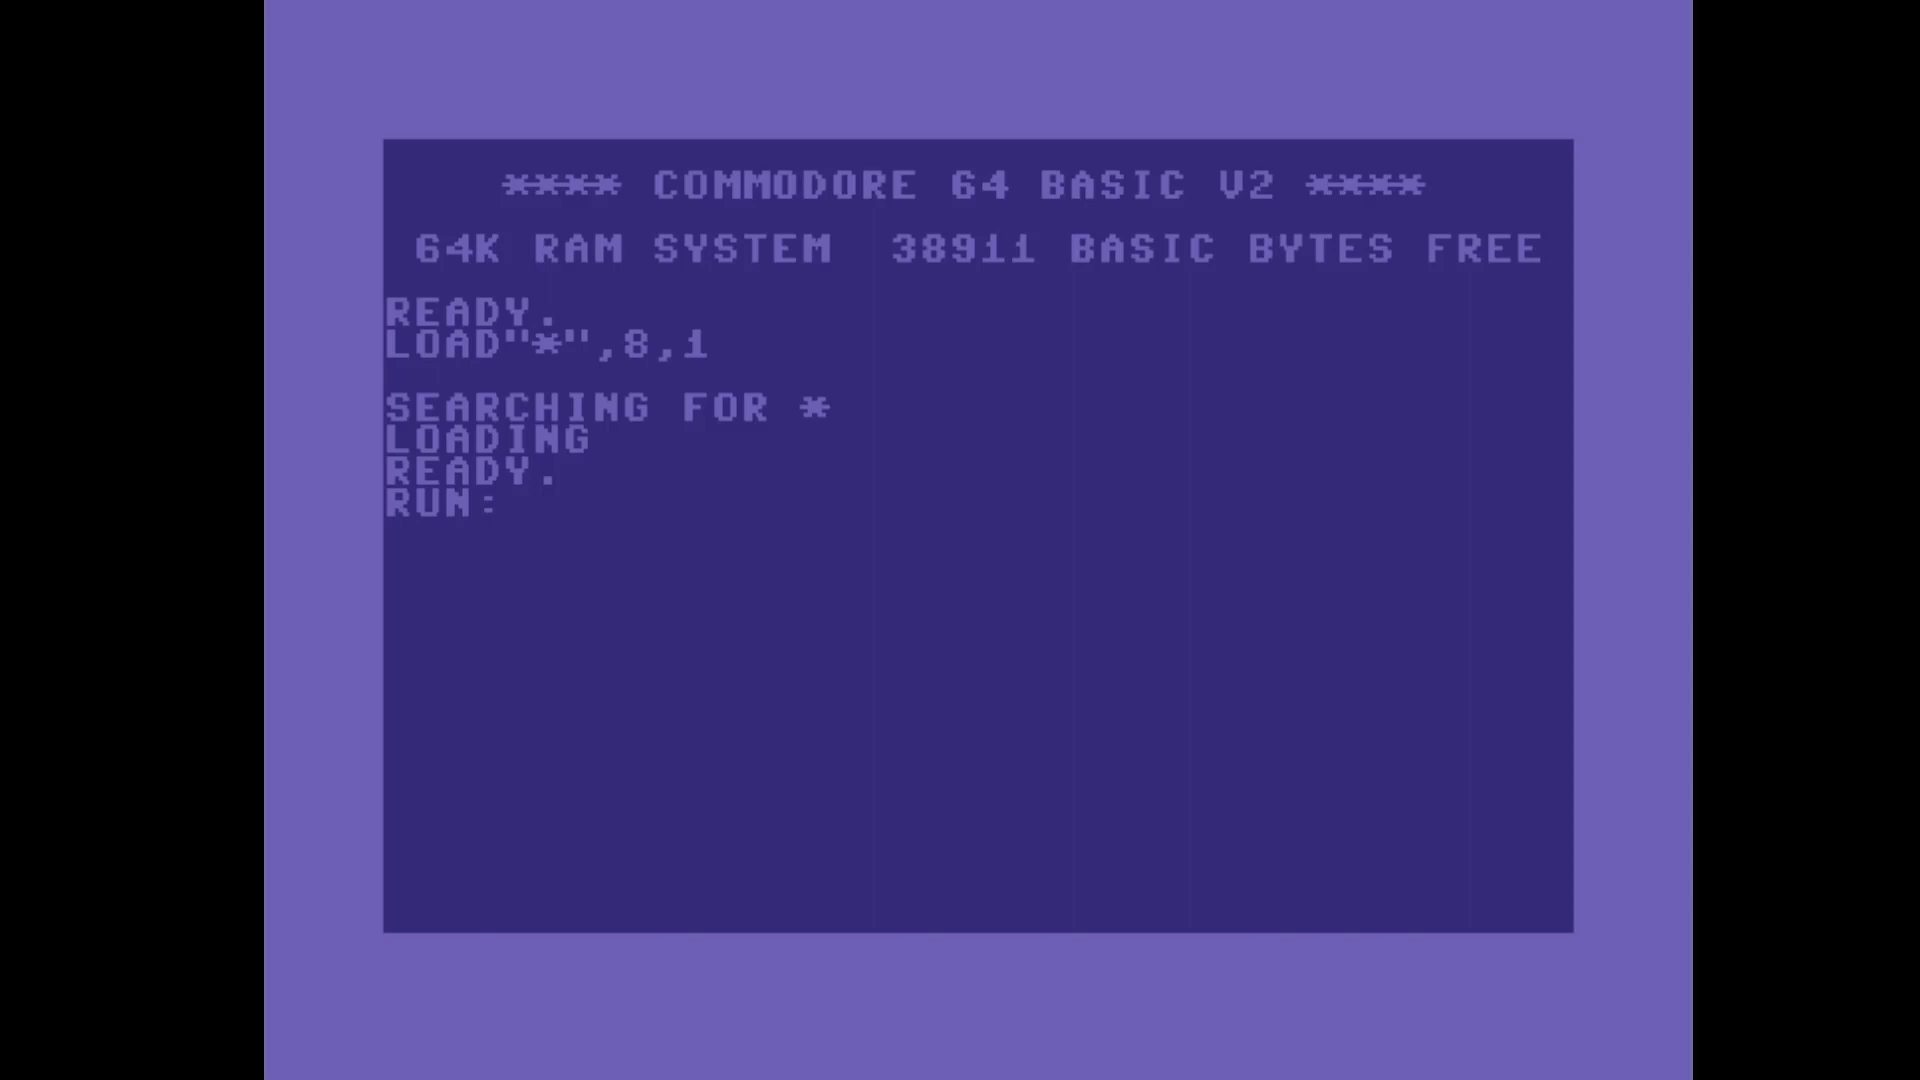 **** COMMODORE 64 BASIC V2 ****
64K RAM SYSTEM  38911 BASIC BYTES FREE
READY.
LOAD"*",8,1
SEARCHING FOR *
LOADING
READY.
RUN: